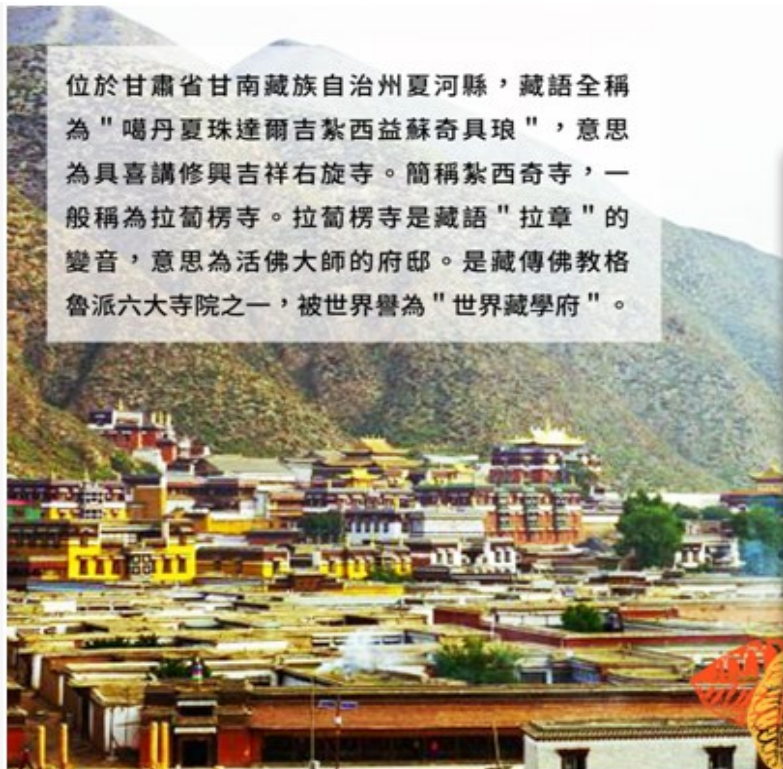 位於甘肅省甘南藏族自治州夏河縣，藏語全稱
為"噶丹夏珠達爾吉紮西益蘇奇具琅"，意思
為具喜講修興吉祥右旋寺。簡稱紮西奇寺，一
般稱為拉蔔楞寺。拉蔔楞寺是藏語"拉章"的
變音，意思為活佛大師的府邸。是藏傳佛教格
魯派六大寺院之一，被世界譽為"世界藏學府"。